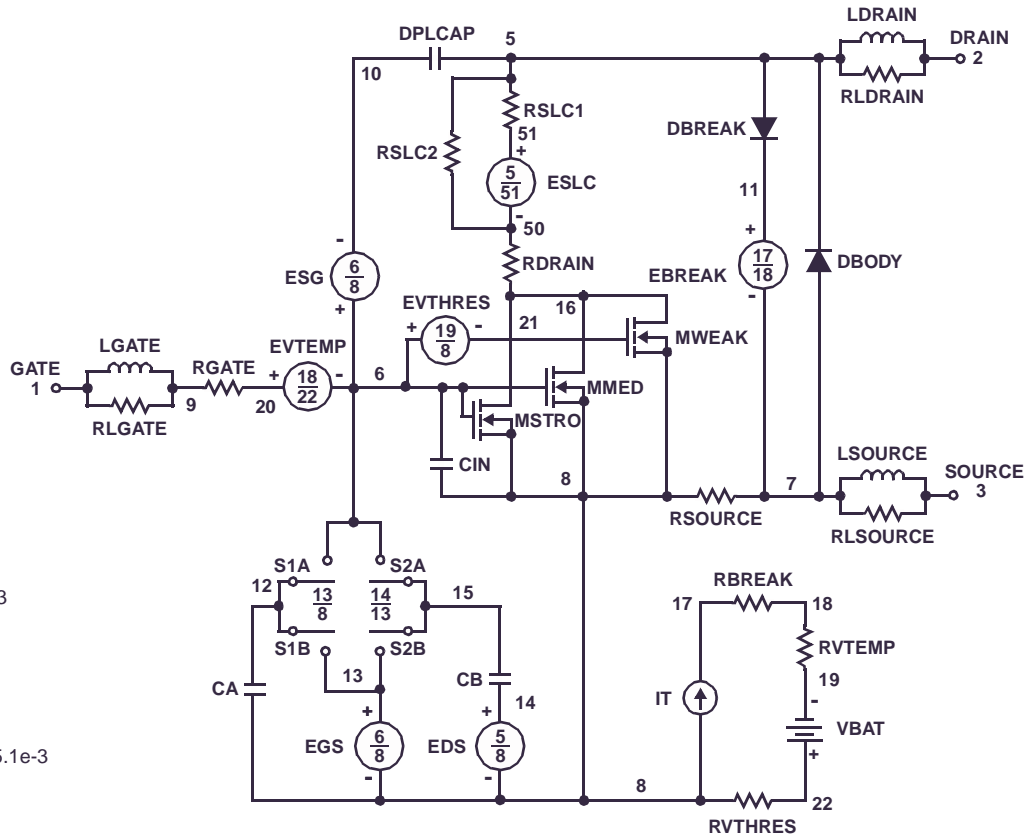 LDRAIN
DPLCAP
5
DRAIN
2
10
RLDRAIN
RSLC1
DBREAK
51
+
RSLC2
5
51
ESLC
11
-
50
+
-
RDRAIN
17
18
DBODY
6
8
ESG
EBREAK
-
+
EVTHRES
16
+
19
8
-
21
MWEAK
LGATE
EVTEMP
GATE
1
RGATE
+
18
22
-
6
MMED
9
20
RLGATE
MSTRO
CIN
LSOURCE
8
7
SOURCE
3
RSOURCE
RLSOURCE
S1A
S2A
12
13
8
14
13
15
RBREAK
3
17
18
S1B
S2B
RVTEMP
13
CB
19
CA
14
IT
-
+
+
VBAT
EGS
6
8
EDS
5
8
5.1e-3
+
-
-
8
22
RVTHRES